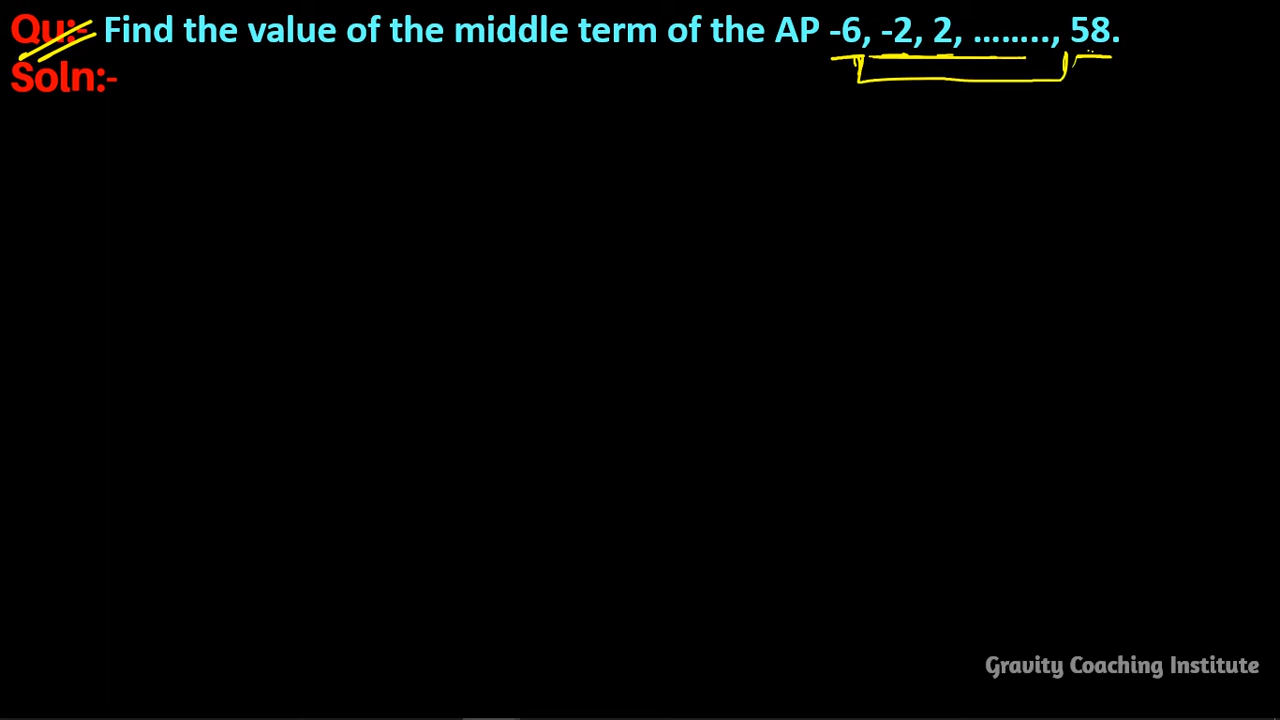 Qu:- Find the value of the middle term of the AP -6, -2, 2, …….., 58.
Soln:-
Gravity Coaching Institute